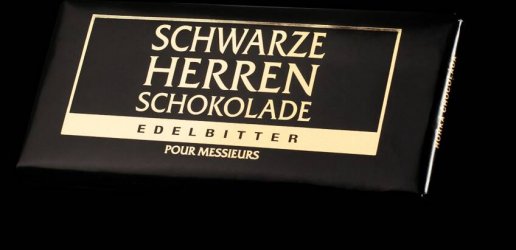 SCHWARZE
HERREN
SCHOKOLADE
EDELBITTER
POUR MESSIEURS